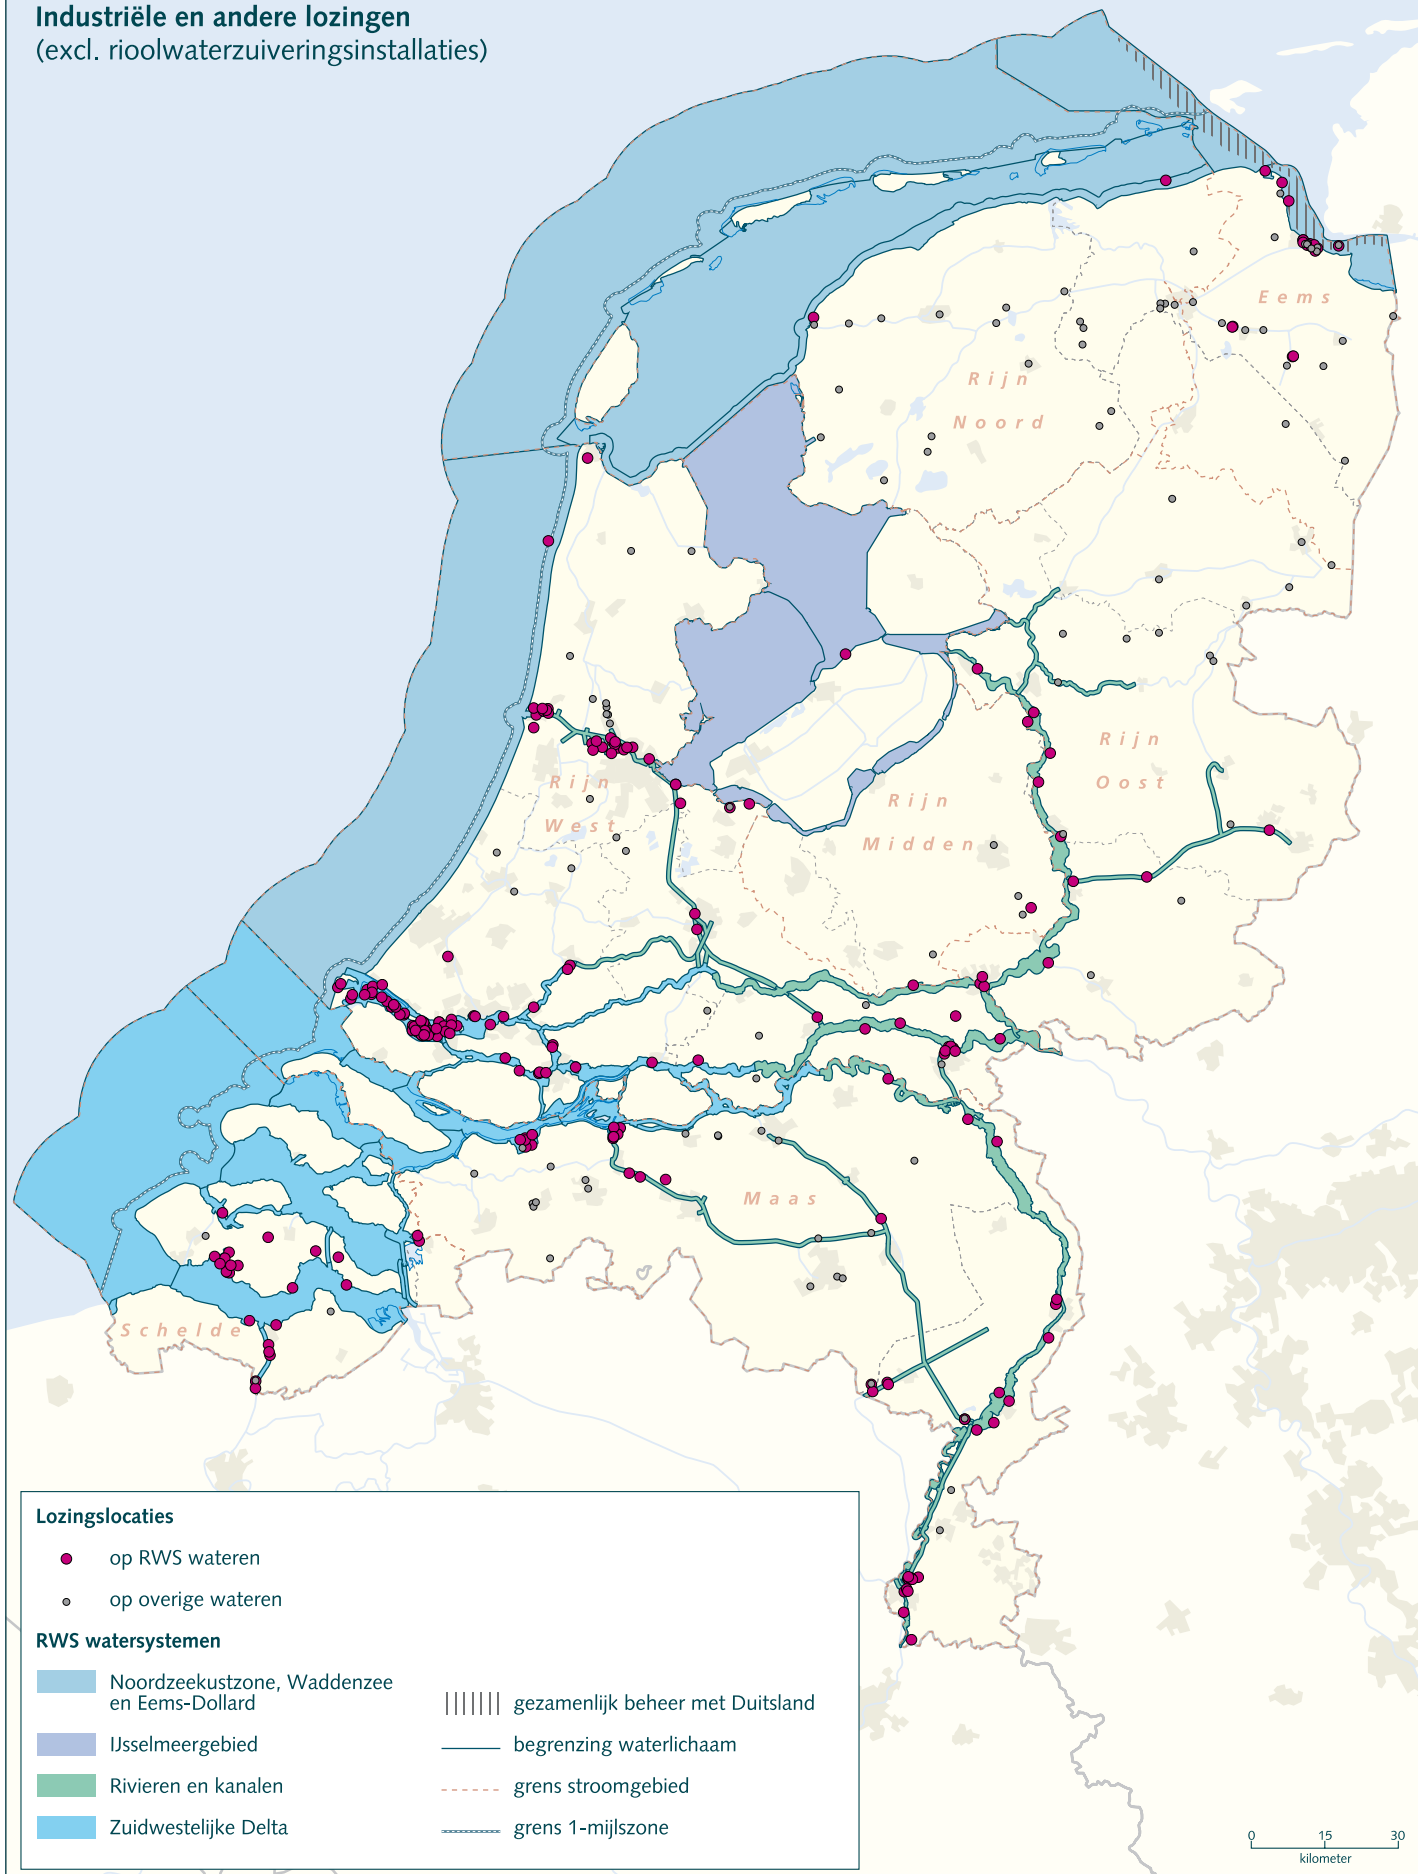 Industriële en andere lozingen
(excl. rioolwaterzuiveringsinstallaties)
Eems
Rijn
Noord
Rijn
Oost
Rijn
West
Rijn
Midden
Maas
Schelde
Lozingslocaties
op RWS wateren
op overige wateren
RWS watersystemen
Noordzeekustzone, Waddenzee
en Eems-Dollard
IJsselmeergebied
Rivieren en kanalen
Zuidwestelijke Delta
gezamenlijk beheer met Duitsland
begrenzing waterlichaam
grens stroomgebied
grens 1-mijlszone
0 15 30
kilometer